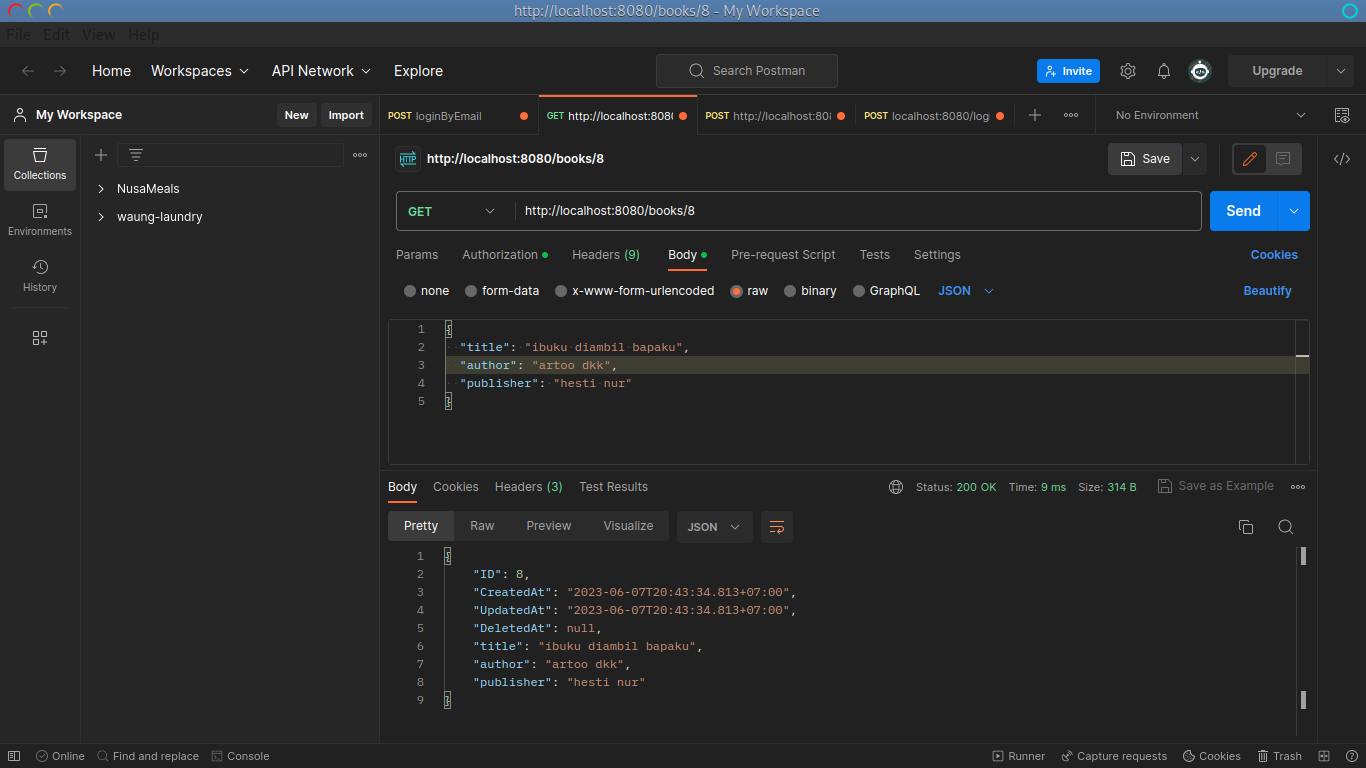 http://localhost:8080/books/8 - My Workspace
File Edit View Help
Home Workspaces API Network Explore Search Postman Invite Upgrade
My Workspace New Import POST loginByEmail GET http://localhost:808 POST http://localhost:80 POST localhost:8080/log No Environment
Collections
Environments
History
NusaMeals
waung-laundry
HTTP http://localhost:8080/books/8 Save
GET http://localhost:8080/books/8 Send
Params Authorization Headers (9) Body Pre-request Script Tests Settings Cookies
none form-data x-www-form-urlencoded raw binary GraphQL JSON Beautify
1 {
2 "title": "ibuku diambil bapaku",
3 "author": "artoo dkk",
4 "publisher": "hesti nur"
5 }
Body Cookies Headers (3) Test Results Status: 200 OK Time: 9 ms Size: 314 B Save as Example
Pretty Raw Preview Visualize JSON
1 {
2 "ID": 8,
3 "CreatedAt": "2023-06-07T20:43:34.813+07:00",
4 "UpdatedAt": "2023-06-07T20:43:34.813+07:00",
5 "DeletedAt": null,
6 "title": "ibuku diambil bapaku",
7 "author": "artoo dkk",
8 "publisher": "hesti nur"
9 }
Online Find and replace Console Runner Capture requests Cookies Trash